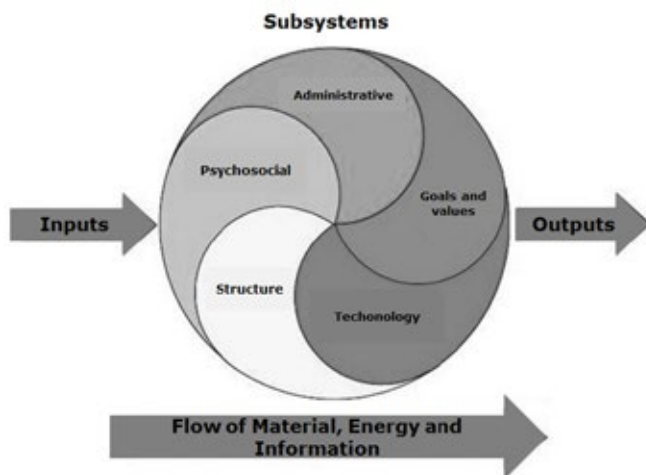 Subsystems
Administrative
Psychosocial
Goals and
values
Inputs
Outputs
Structure
Techonology
Flow of Material, Energy and
Information